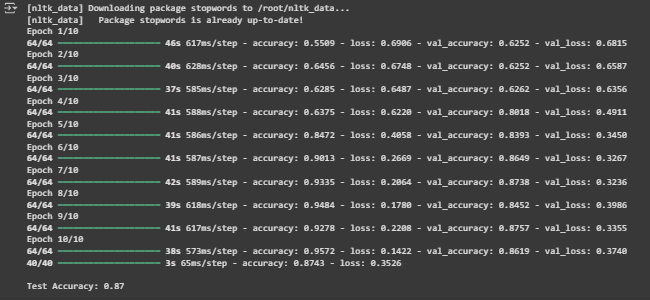 [nltk_data] Downloading package stopwords to /root/nltk_data...
[nltk_data]   Package stopwords is already up-to-date!
Epoch 1/10
64/64 46s 617ms/step - accuracy: 0.5509 - loss: 0.6906 - val_accuracy: 0.6252 - val_loss: 0.6815
Epoch 2/10
64/64 40s 628ms/step - accuracy: 0.6456 - loss: 0.6748 - val_accuracy: 0.6252 - val_loss: 0.6587
Epoch 3/10
64/64 37s 585ms/step - accuracy: 0.6285 - loss: 0.6487 - val_accuracy: 0.6262 - val_loss: 0.6356
Epoch 4/10
64/64 41s 588ms/step - accuracy: 0.6375 - loss: 0.6220 - val_accuracy: 0.8018 - val_loss: 0.4911
Epoch 5/10
64/64 41s 586ms/step - accuracy: 0.8472 - loss: 0.4058 - val_accuracy: 0.8393 - val_loss: 0.3450
Epoch 6/10
64/64 41s 587ms/step - accuracy: 0.9013 - loss: 0.2669 - val_accuracy: 0.8649 - val_loss: 0.3267
Epoch 7/10
64/64 42s 589ms/step - accuracy: 0.9335 - loss: 0.2064 - val_accuracy: 0.8738 - val_loss: 0.3236
Epoch 8/10
64/64 39s 618ms/step - accuracy: 0.9484 - loss: 0.1780 - val_accuracy: 0.8452 - val_loss: 0.3986
Epoch 9/10
64/64 41s 617ms/step - accuracy: 0.9278 - loss: 0.2208 - val_accuracy: 0.8757 - val_loss: 0.3355
Epoch 10/10
64/64 38s 573ms/step - accuracy: 0.9572 - loss: 0.1422 - val_accuracy: 0.8619 - val_loss: 0.3740
40/40 3s 65ms/step - accuracy: 0.8743 - loss: 0.3526
Test Accuracy: 0.87